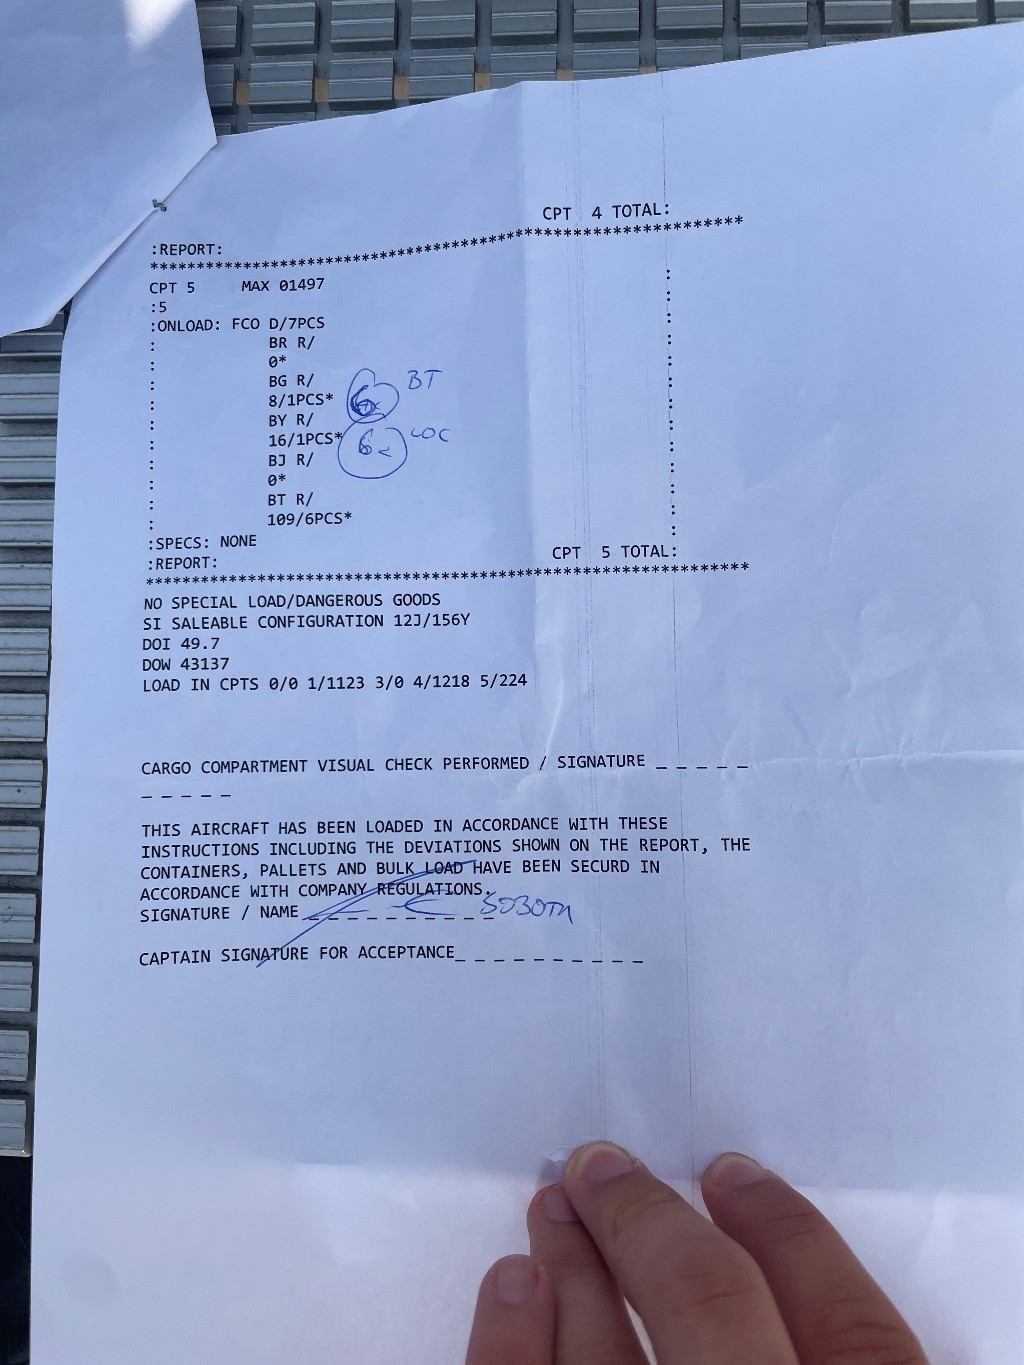 CPT 4 TOTAL:
:REPORT:
*****************************************************************
CPT 5 MAX 01497
:5 :
:ONLOAD: FCO D/7PCS :
: BR R/ :
: 0* :
: BG R/ :
: 8/1PCS* 6 BT :
: BY R/ :
: 16/1PCS* LOC :
: BJ R/ :
: 0* :
: BT R/ :
: 109/6PCS* :
:SPECS: NONE
:REPORT: CPT 5 TOTAL:
*****************************************************************
NO SPECIAL LOAD/DANGEROUS GOODS
SI SALEABLE CONFIGURATION 12J/156Y
DOI 49.7
DOW 43137
LOAD IN CPTS 0/0 1/1123 3/0 4/1218 5/224
CARGO COMPARTMENT VISUAL CHECK PERFORMED / SIGNATURE _ _ _ _ _
_ _ _ _ _
THIS AIRCRAFT HAS BEEN LOADED IN ACCORDANCE WITH THESE
INSTRUCTIONS INCLUDING THE DEVIATIONS SHOWN ON THE REPORT, THE
CONTAINERS, PALLETS AND BULK LOAD HAVE BEEN SECURD IN
ACCORDANCE WITH COMPANY REGULATIONS.
SIGNATURE / NAME _ _ _ _ _ _ _ _ _ _
CAPTAIN SIGNATURE FOR ACCEPTANCE_ _ _ _ _ _ _ _ _ _